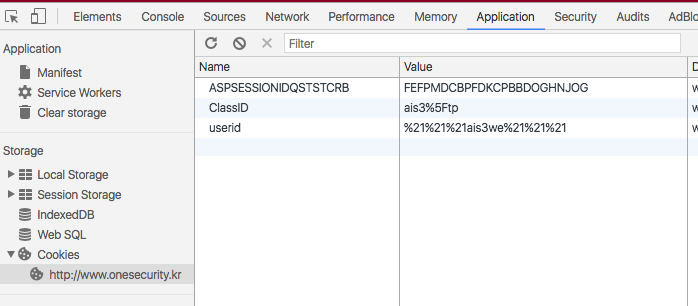 Elements Console Sources Network Performance Memory Application Security Audits AdBlo
Application
Manifest
Service Workers
Clear storage
Storage
Local Storage
Session Storage
IndexedDB
Web SQL
Cookies
http://www.onesecurity.kr
Filter
Name Value D
ASPSESSIONIDQSTSTCRB FEFPMDCBPFDKCPBBDOGHNJOG w
ClassID ais3%5Ftp w
userid %21%21%21ais3we%21%21%21 w